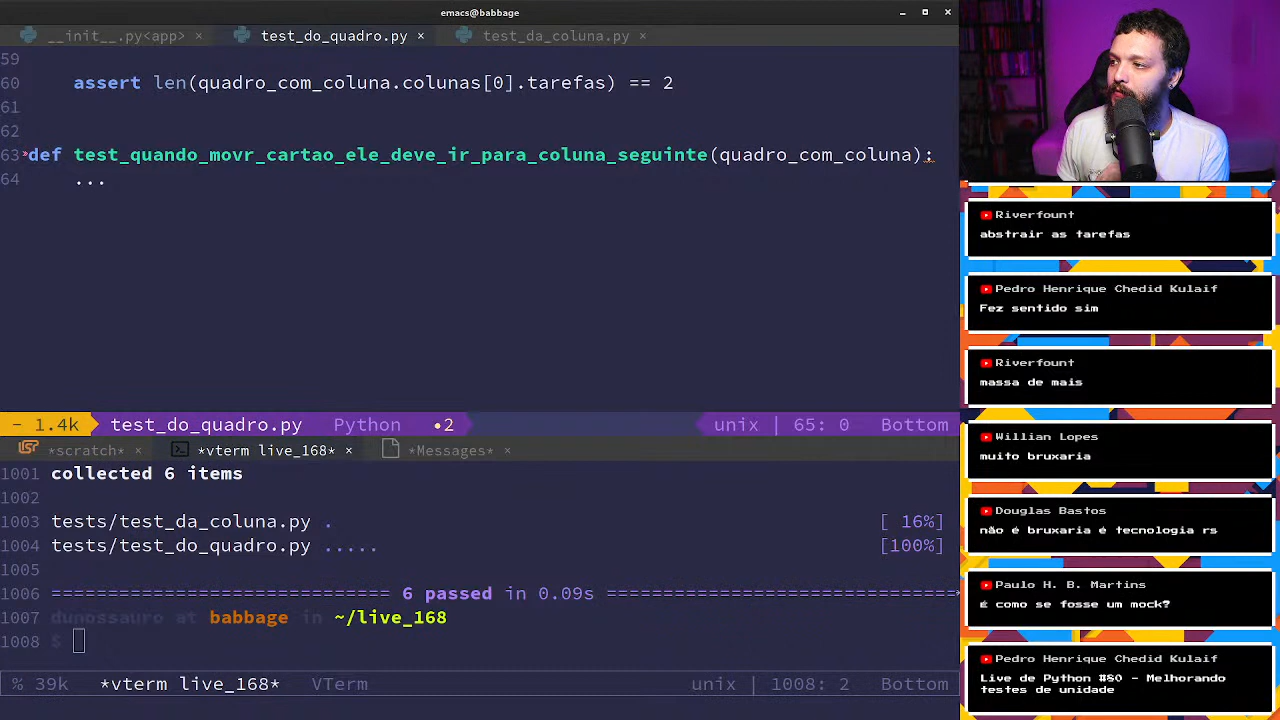 emacs@babbage
__init__.py<app> ×
test_do_quadro.py ×
test_da_coluna.py ×
59
60 assert len(quadro_com_coluna.colunas[0].tarefas) == 2
61
62
63 def test_quando_movr_cartao_ele_deve_ir_para_coluna_seguinte(quadro_com_coluna):
64 ...
- 1.4k test_do_quadro.py Python •2 unix | 65: 0 Bottom
*scratch* × *vterm live_168* × *Messages* ×
1001 collected 6 items
1002
1003 tests/test_da_coluna.py . [ 16%]
1004 tests/test_do_quadro.py ..... [100%]
1005
1006 ============================== 6 passed in 0.09s ===============================
1007 dunossauro at babbage in ~/live_168
1008 $
% 39k *vterm live_168* VTerm unix | 1008: 2 Bottom
Riverfount
abstrair as tarefas
Pedro Henrique Chedid Kulaif
Fez sentido sim
Riverfount
massa de mais
Willian Lopes
muito bruxaria
Douglas Bastos
não é bruxaria é tecnologia rs
Paulo H. B. Martins
É como se fosse um mock?
Pedro Henrique Chedid Kulaif
Live de Python #80 - Melhorando
testes de unidade